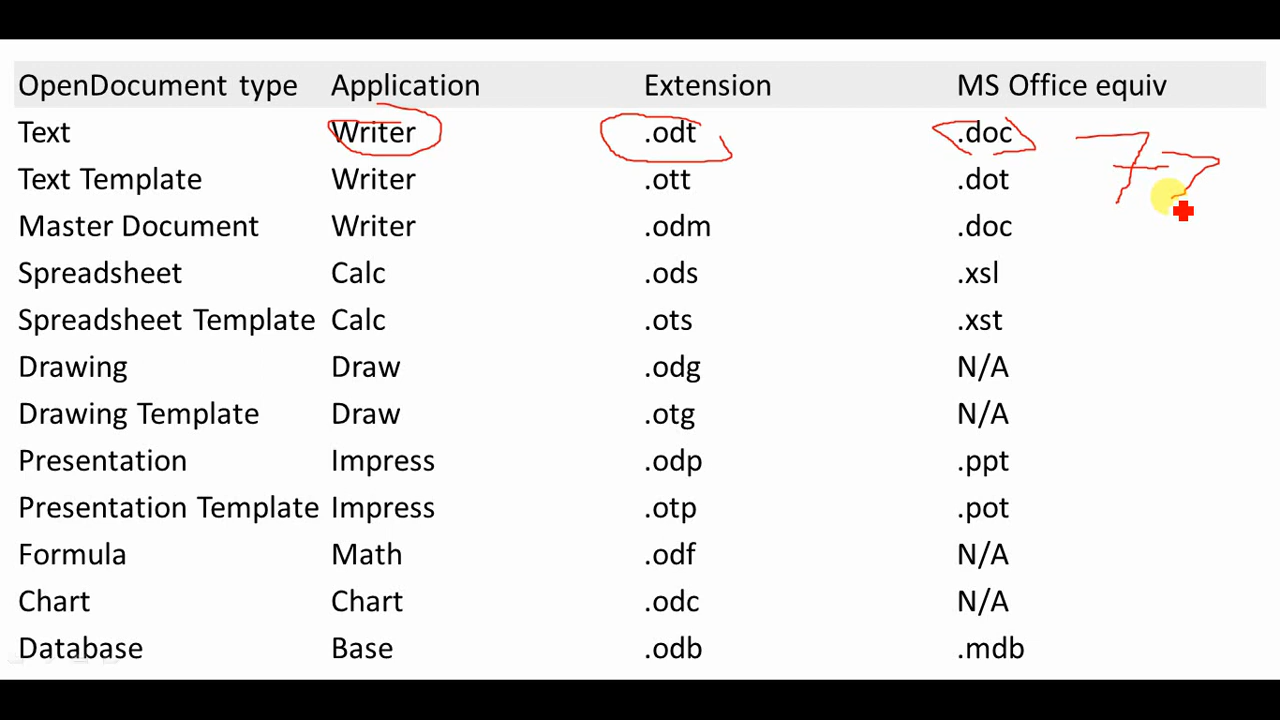 OpenDocument type Application Extension MS Office equiv
Text Writer .odt .doc
Text Template Writer .ott .dot
Master Document Writer .odm .doc
Spreadsheet Calc .ods .xsl
Spreadsheet Template Calc .ots .xst
Drawing Draw .odg N/A
Drawing Template Draw .otg N/A
Presentation Impress .odp .ppt
Presentation Template Impress .otp .pot
Formula Math .odf N/A
Chart Chart .odc N/A
Database Base .odb .mdb